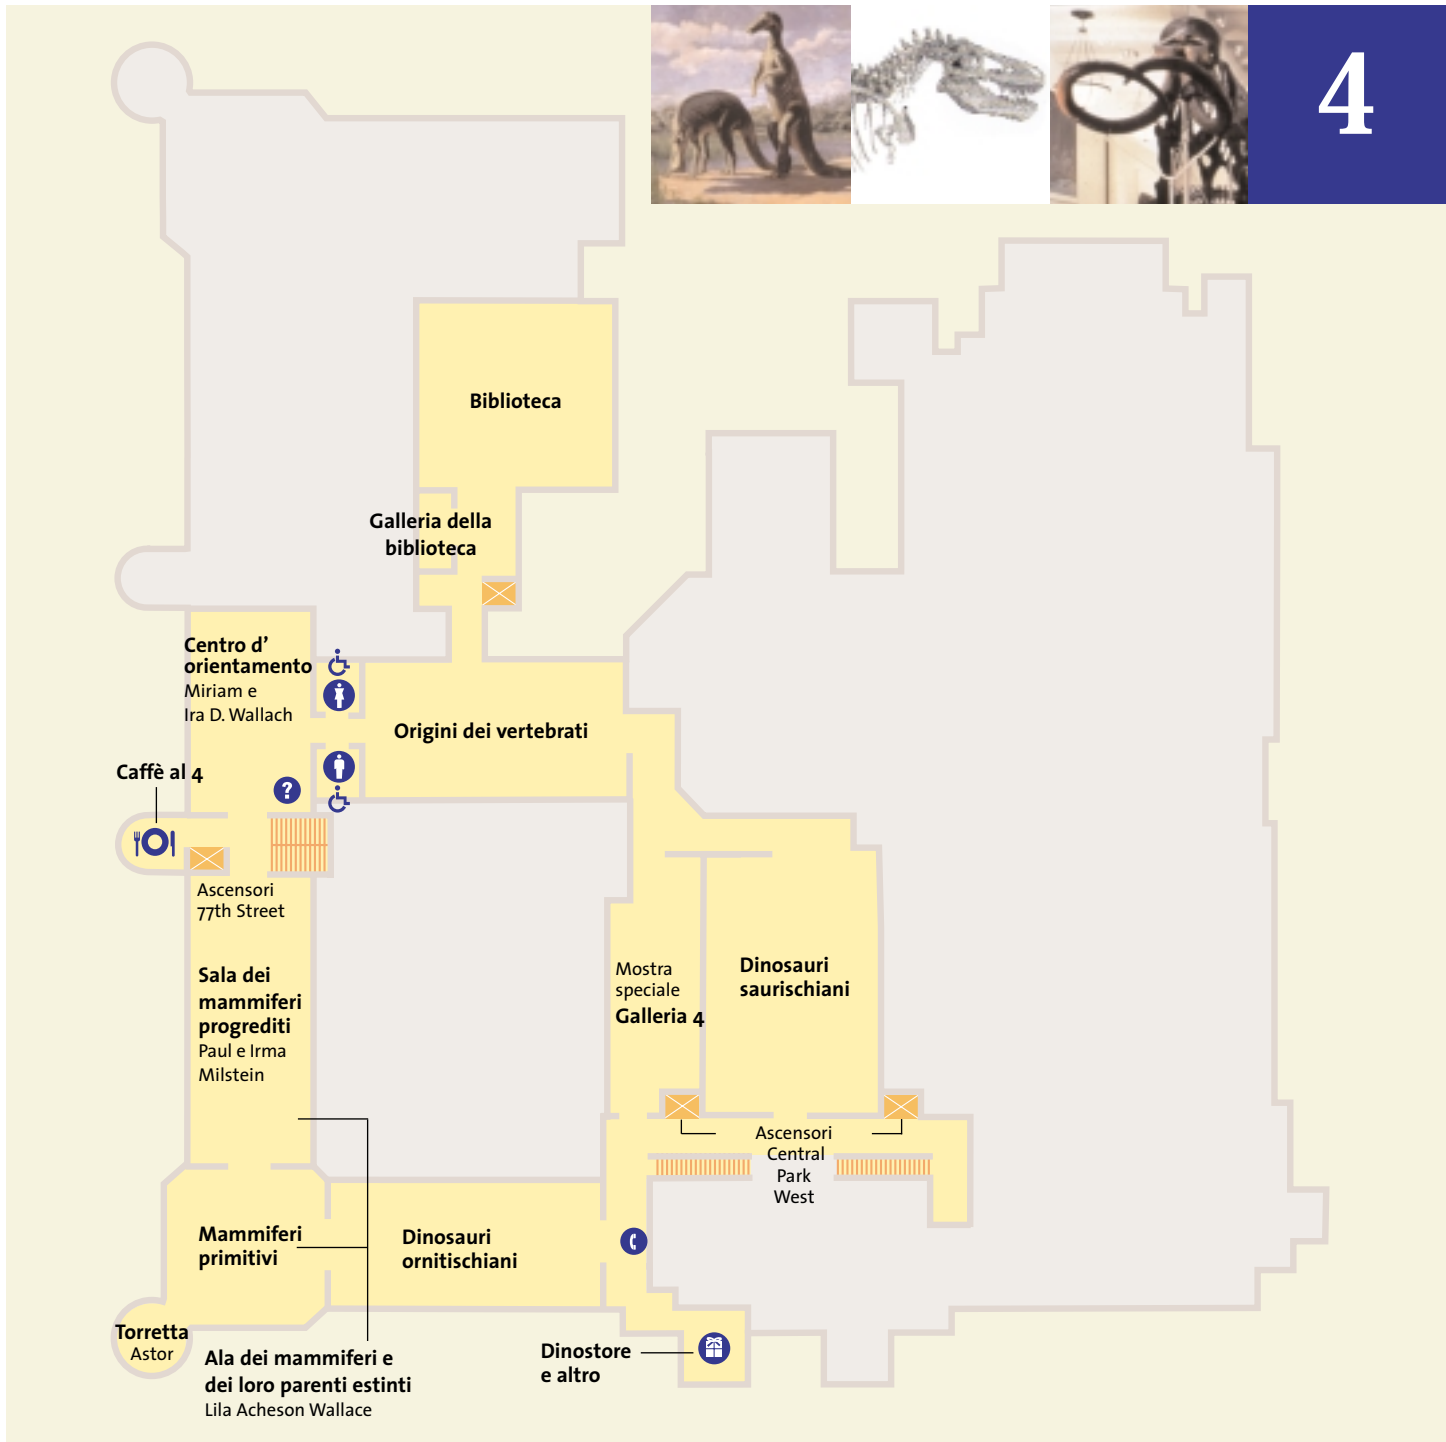 4
Biblioteca
Galleria della
biblioteca
Centro d’
orientamento
Miriam e
Ira D. Wallach
Origini dei vertebrati
Caffè al 4
?
Ascensori
77th Street
Sala dei
mammiferi
progrediti
Paul e Irma
Milstein
Mostra
speciale
Galleria 4
Dinosauri
saurischiani
Ascensori
Central
Park
West
Mammiferi
primitivi
Dinosauri
ornitischiani
Torretta
Astor
Ala dei mammiferi e
dei loro parenti estinti
Lila Acheson Wallace
Dinostore
e altro